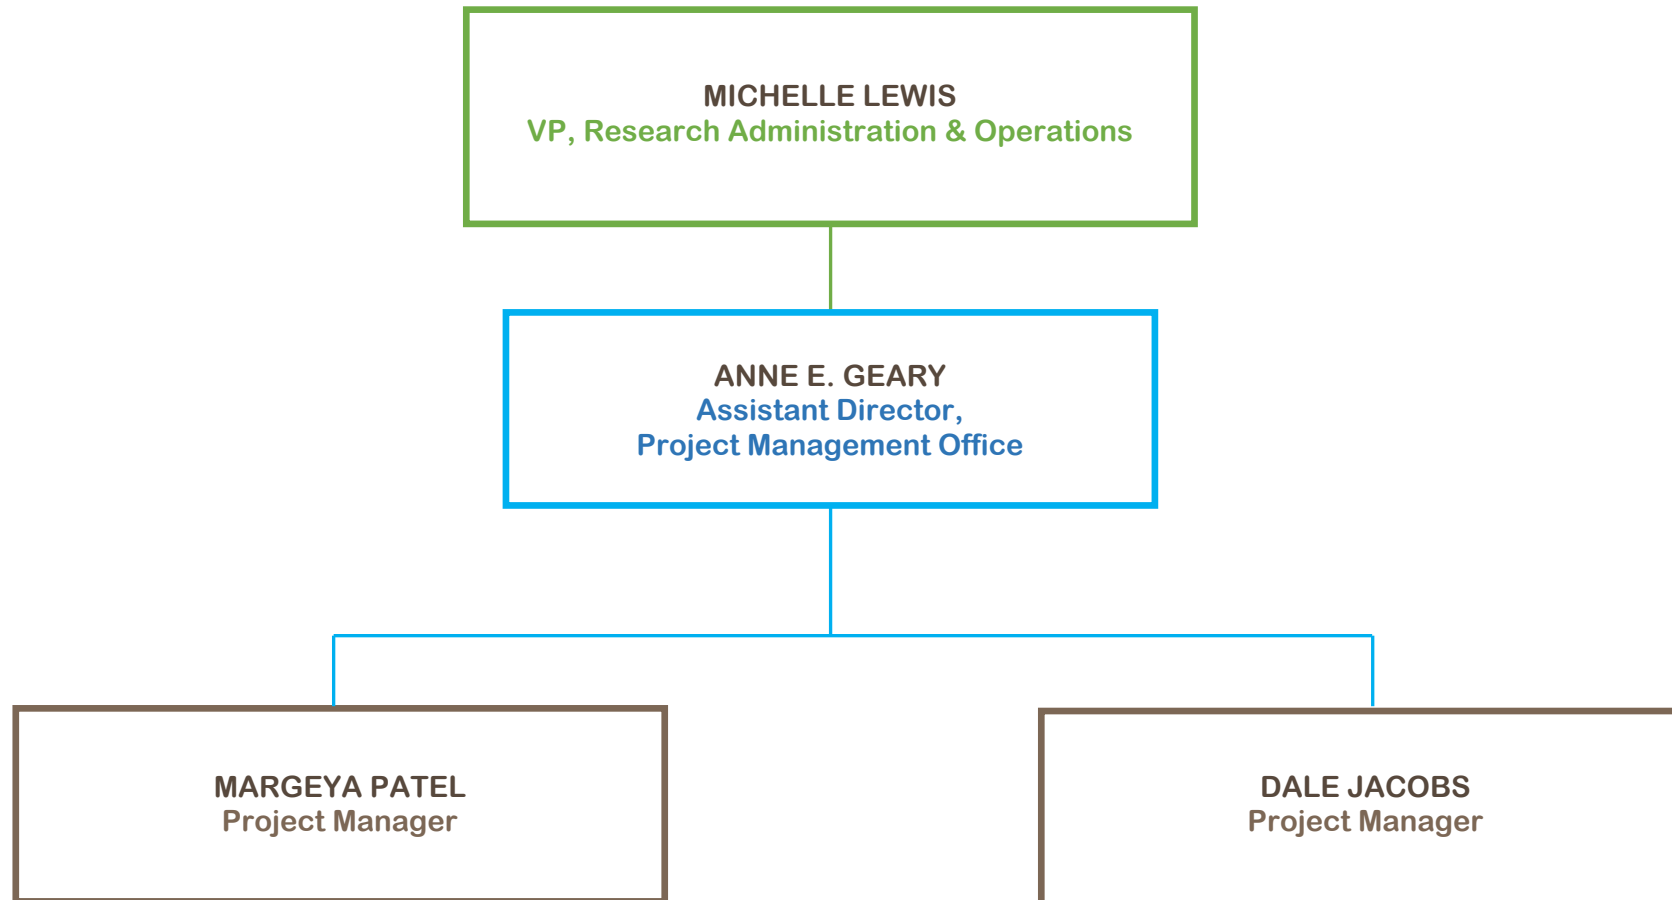 MICHELLE LEWIS
VP, Research Administration & Operations
ANNE E. GEARY
Assistant Director,
Project Management Office
MARGEYA PATEL
Project Manager
DALE JACOBS
Project Manager